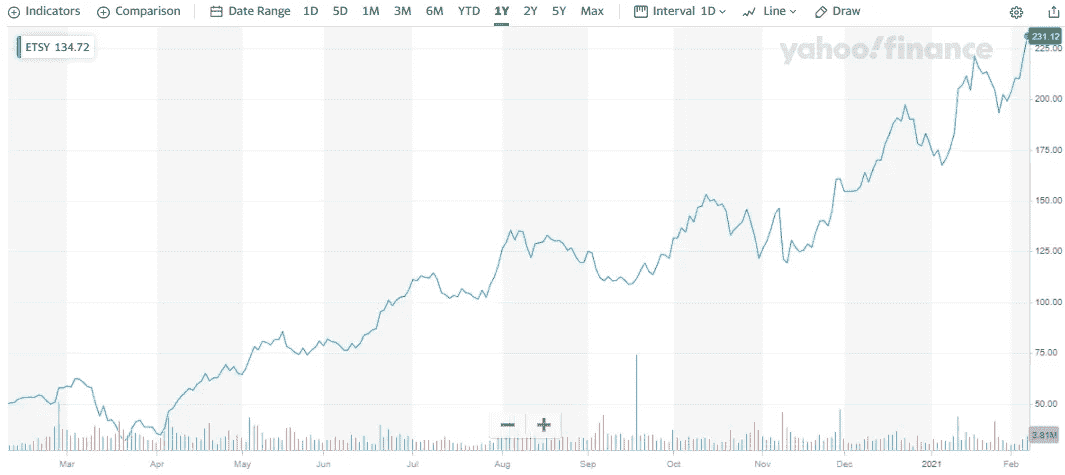 Indicators Comparison Date Range 1D 5D 1M 3M 6M YTD 1Y 2Y 5Y Max Interval 1D Line Draw
ETSY 134.72
yahoo!finance
231.12
225.00
200.00
175.00
150.00
125.00
100.00
75.00
50.00
3.81M
Mar Apr May Jun Jul Aug Sep Oct Nov Dec 2021 Feb